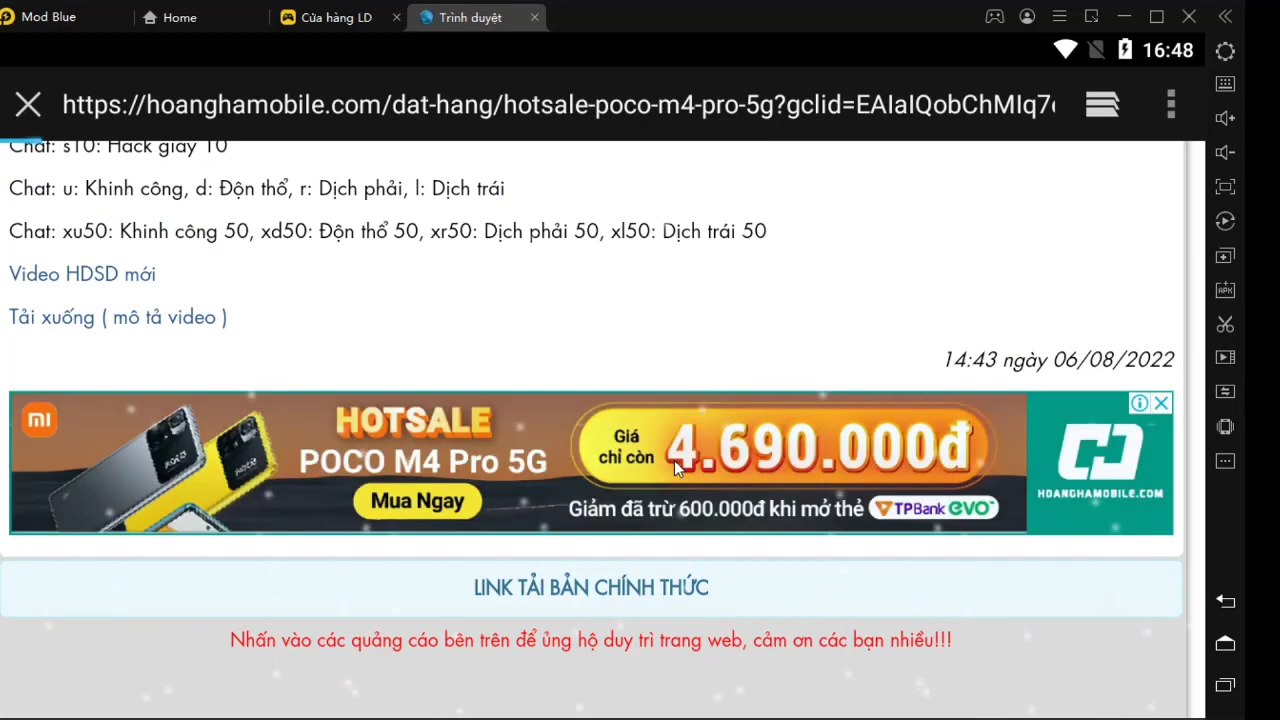 Mod Blue
Home
Cửa hàng LD
Trình duyệt
16:48
https://hoanghamobile.com/dat-hang/hotsale-poco-m4-pro-5g?gclid=EAIaIQobChMIq7
Chat: s10: Hack giây 10
Chat: u: Khinh công, d: Độn thổ, r: Dịch phải, l: Dịch trái
Chat: xu50: Khinh công 50, xd50: Độn thổ 50, xr50: Dịch phải 50, xl50: Dịch trái 50
Video HDSD mới
Tải xuống ( mô tả video )
14:43 ngày 06/08/2022
HOTSALE
POCO M4 Pro 5G
Mua Ngay
Giá
chỉ còn
4.690.000đ
Giảm đã trừ 600.000đ khi mở thẻ TPBank EVO
HOANGHAMOBILE.COM
LINK TẢI BẢN CHÍNH THỨC
Nhấn vào các quảng cáo bên trên để ủng hộ duy trì trang web, cảm ơn các bạn nhiều!!!
APK